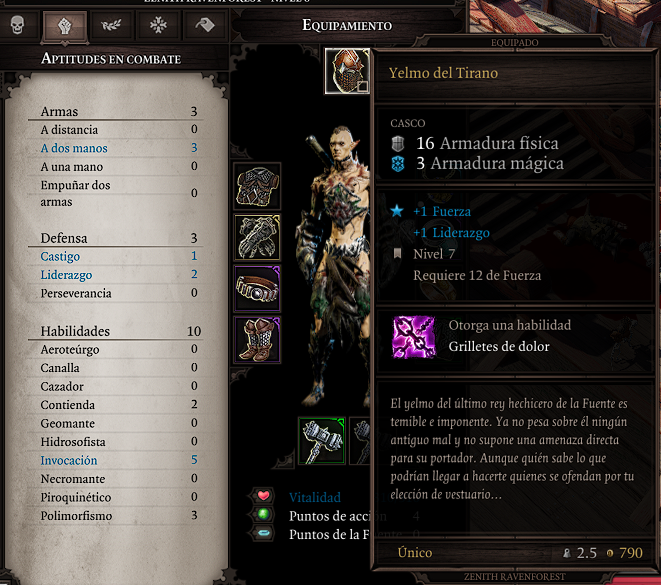 ZENITH RAVENFOREST
EQUIPAMIENTO
EQUIPADO
APTITUDES EN COMBATE
Armas 3
A distancia 0
A dos manos 3
A una mano 0
Empuñar dos
armas 0
Defensa 3
Castigo 1
Liderazgo 2
Perseverancia 0
Habilidades 10
Aeroteúrgo 0
Canalla 0
Cazador 0
Contienda 2
Geomante 0
Hidrosofista 0
Invocación 5
Necromante 0
Piroquinético 0
Polimorfismo 3
Vitalidad
Puntos de acci
4
Puntos de la F
Yelmo del Tirano
CASCO
16 Armadura física
3 Armadura mágica
+1 Fuerza
+1 Liderazgo
Nivel 7
Requiere 12 de Fuerza
Otorga una habilidad
Grilletes de dolor
El yelmo del último rey hechicero de la Fuente es
temible e imponente. Ya no pesa sobre él ningún
antiguo mal y no supone una amenaza directa
para su portador. Aunque quién sabe lo que
podrían llegar a hacerte quienes se ofendan por tu
elección de vestuario...
Único 2.5 790
ZENITH RAVENFOREST